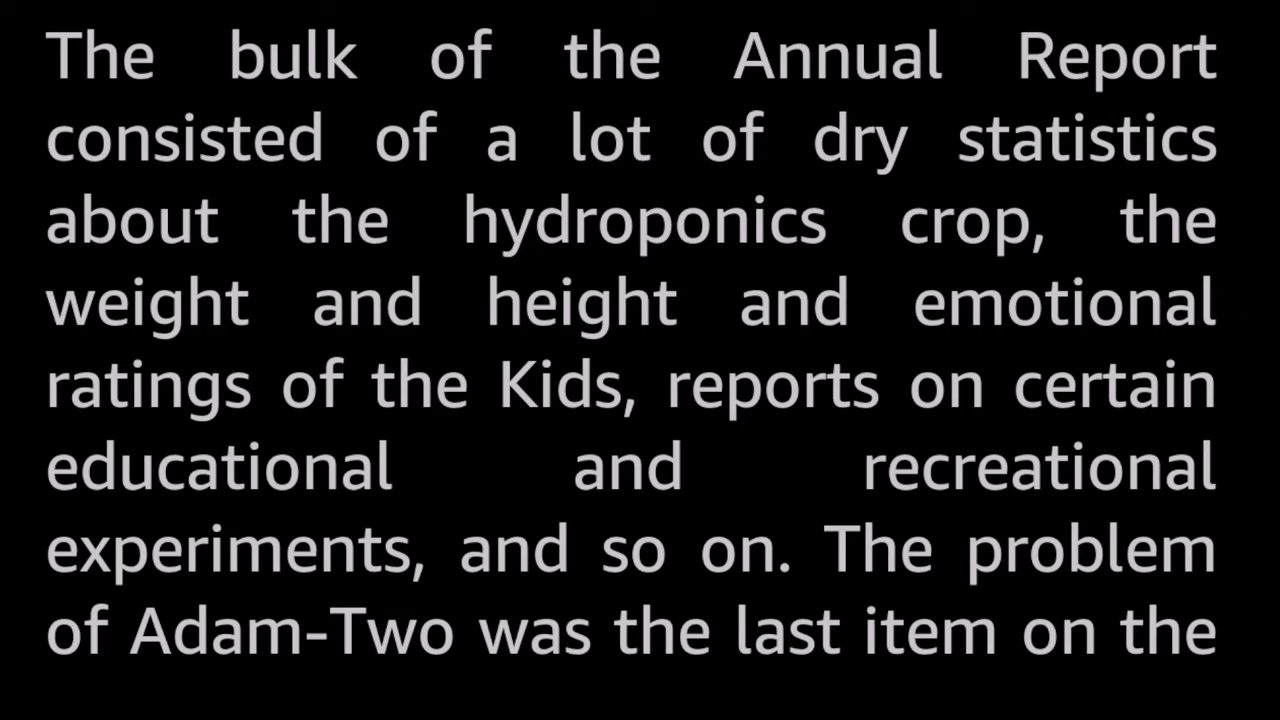 The bulk of the Annual Report
consisted of a lot of dry statistics
about the hydroponics crop, the
weight and height and emotional
ratings of the Kids, reports on certain
educational and recreational
experiments, and so on. The problem
of Adam-Two was the last item on the